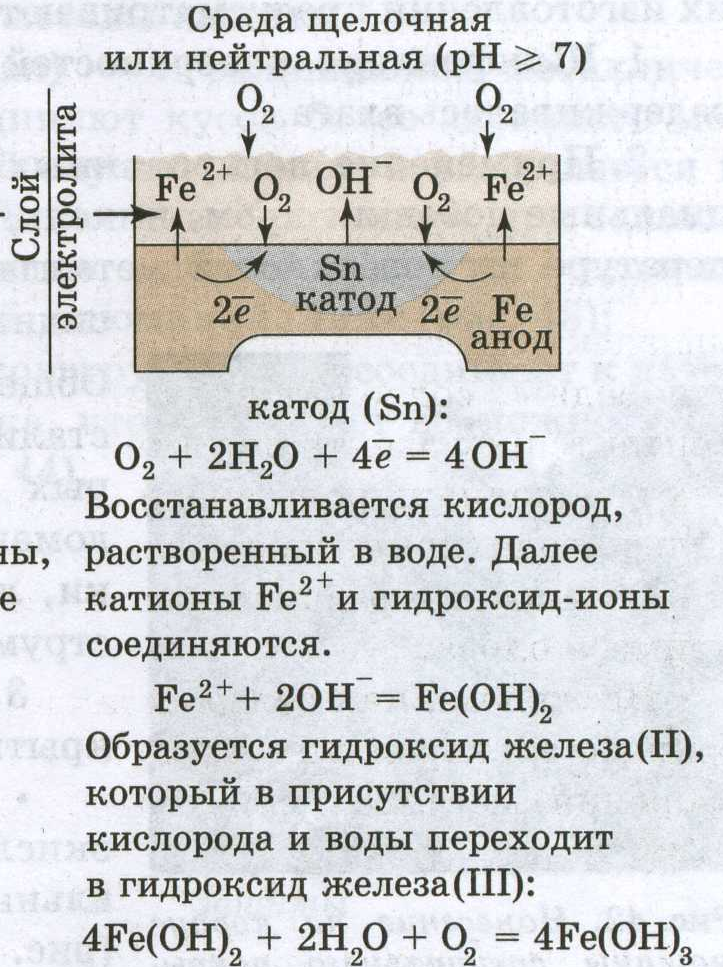 Среда щелочная
или нейтральная (pH ⩾ 7)
Слой
электролита
O₂ O₂
Fe²⁺ O₂ OH⁻ O₂ Fe²⁺
Sn
катод
2e̅ 2e̅ Fe
анод
катод (Sn):
O₂ + 2H₂O + 4e̅ = 4OH⁻
Восстанавливается кислород,
ны, растворенный в воде. Далее
е катионы Fe²⁺ и гидроксид-ионы
соединяются.
Fe²⁺ + 2OH⁻ = Fe(OH)₂
Образуется гидроксид железа(II),
который в присутствии
кислорода и воды переходит
в гидроксид железа(III):
4Fe(OH)₂ + 2H₂O + O₂ = 4Fe(OH)₃